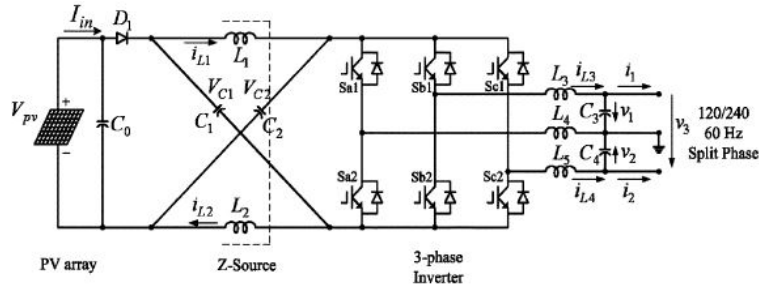 I_in D_1
i_L1 L_1
V_pv + − C_0
V_C1 V_C2
C_1 C_2
i_L2 L_2
Sa1 Sb1 Sc1
Sa2 Sb2 Sc2
L_3 i_L3 i_1
C_3 v_1
L_4
C_4 v_2
L_5 i_L4 i_2
v_3
120/240
60 Hz
Split Phase
PV array
Z-Source
3-phase
Inverter